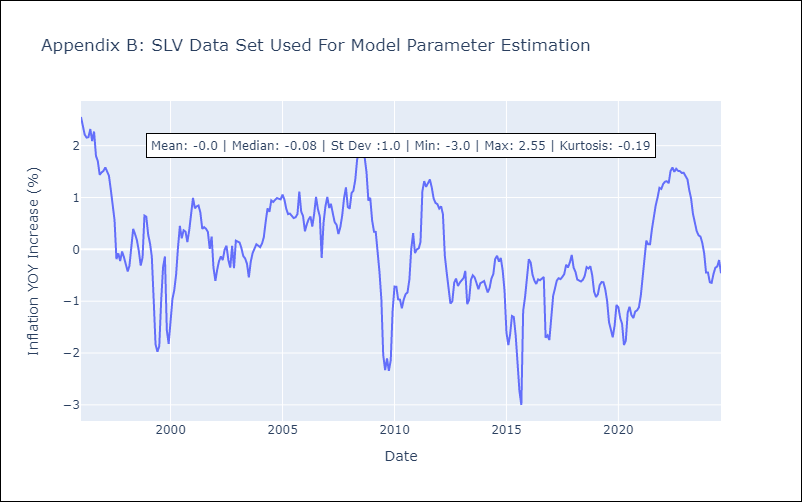 Appendix B: SLV Data Set Used For Model Parameter Estimation
Mean: -0.0 | Median: -0.08 | St Dev :1.0 | Min: -3.0 | Max: 2.55 | Kurtosis: -0.19
Inflation YOY Increase (%)
2
1
0
−1
−2
−3
2000 2005 2010 2015 2020
Date